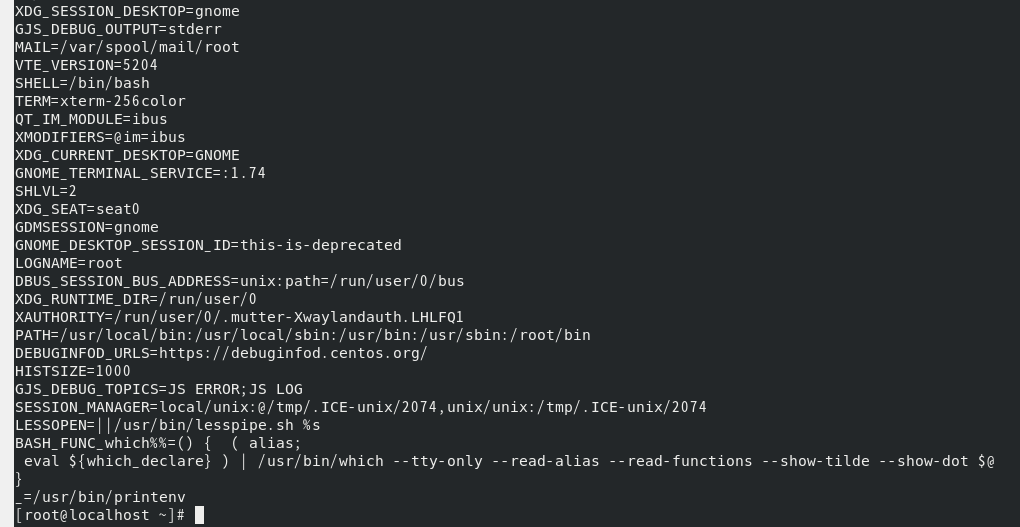 XDG_SESSION_DESKTOP=gnome
GJS_DEBUG_OUTPUT=stderr
MAIL=/var/spool/mail/root
VTE_VERSION=5204
SHELL=/bin/bash
TERM=xterm-256color
QT_IM_MODULE=ibus
XMODIFIERS=@im=ibus
XDG_CURRENT_DESKTOP=GNOME
GNOME_TERMINAL_SERVICE=:1.74
SHLVL=2
XDG_SEAT=seat0
GDMSESSION=gnome
GNOME_DESKTOP_SESSION_ID=this-is-deprecated
LOGNAME=root
DBUS_SESSION_BUS_ADDRESS=unix:path=/run/user/0/bus
XDG_RUNTIME_DIR=/run/user/0
XAUTHORITY=/run/user/0/.mutter-Xwaylandauth.LHLFQ1
PATH=/usr/local/bin:/usr/local/sbin:/usr/bin:/usr/sbin:/root/bin
DEBUGINFOD_URLS=https://debuginfod.centos.org/
HISTSIZE=1000
GJS_DEBUG_TOPICS=JS ERROR;JS LOG
SESSION_MANAGER=local/unix:@/tmp/.ICE-unix/2074,unix/unix:/tmp/.ICE-unix/2074
LESSOPEN=||/usr/bin/lesspipe.sh %s
BASH_FUNC_which%%=() {  ( alias;
 eval ${which_declare} ) | /usr/bin/which --tty-only --read-alias --read-functions --show-tilde --show-dot $@
}
_=/usr/bin/printenv
[root@localhost ~]#